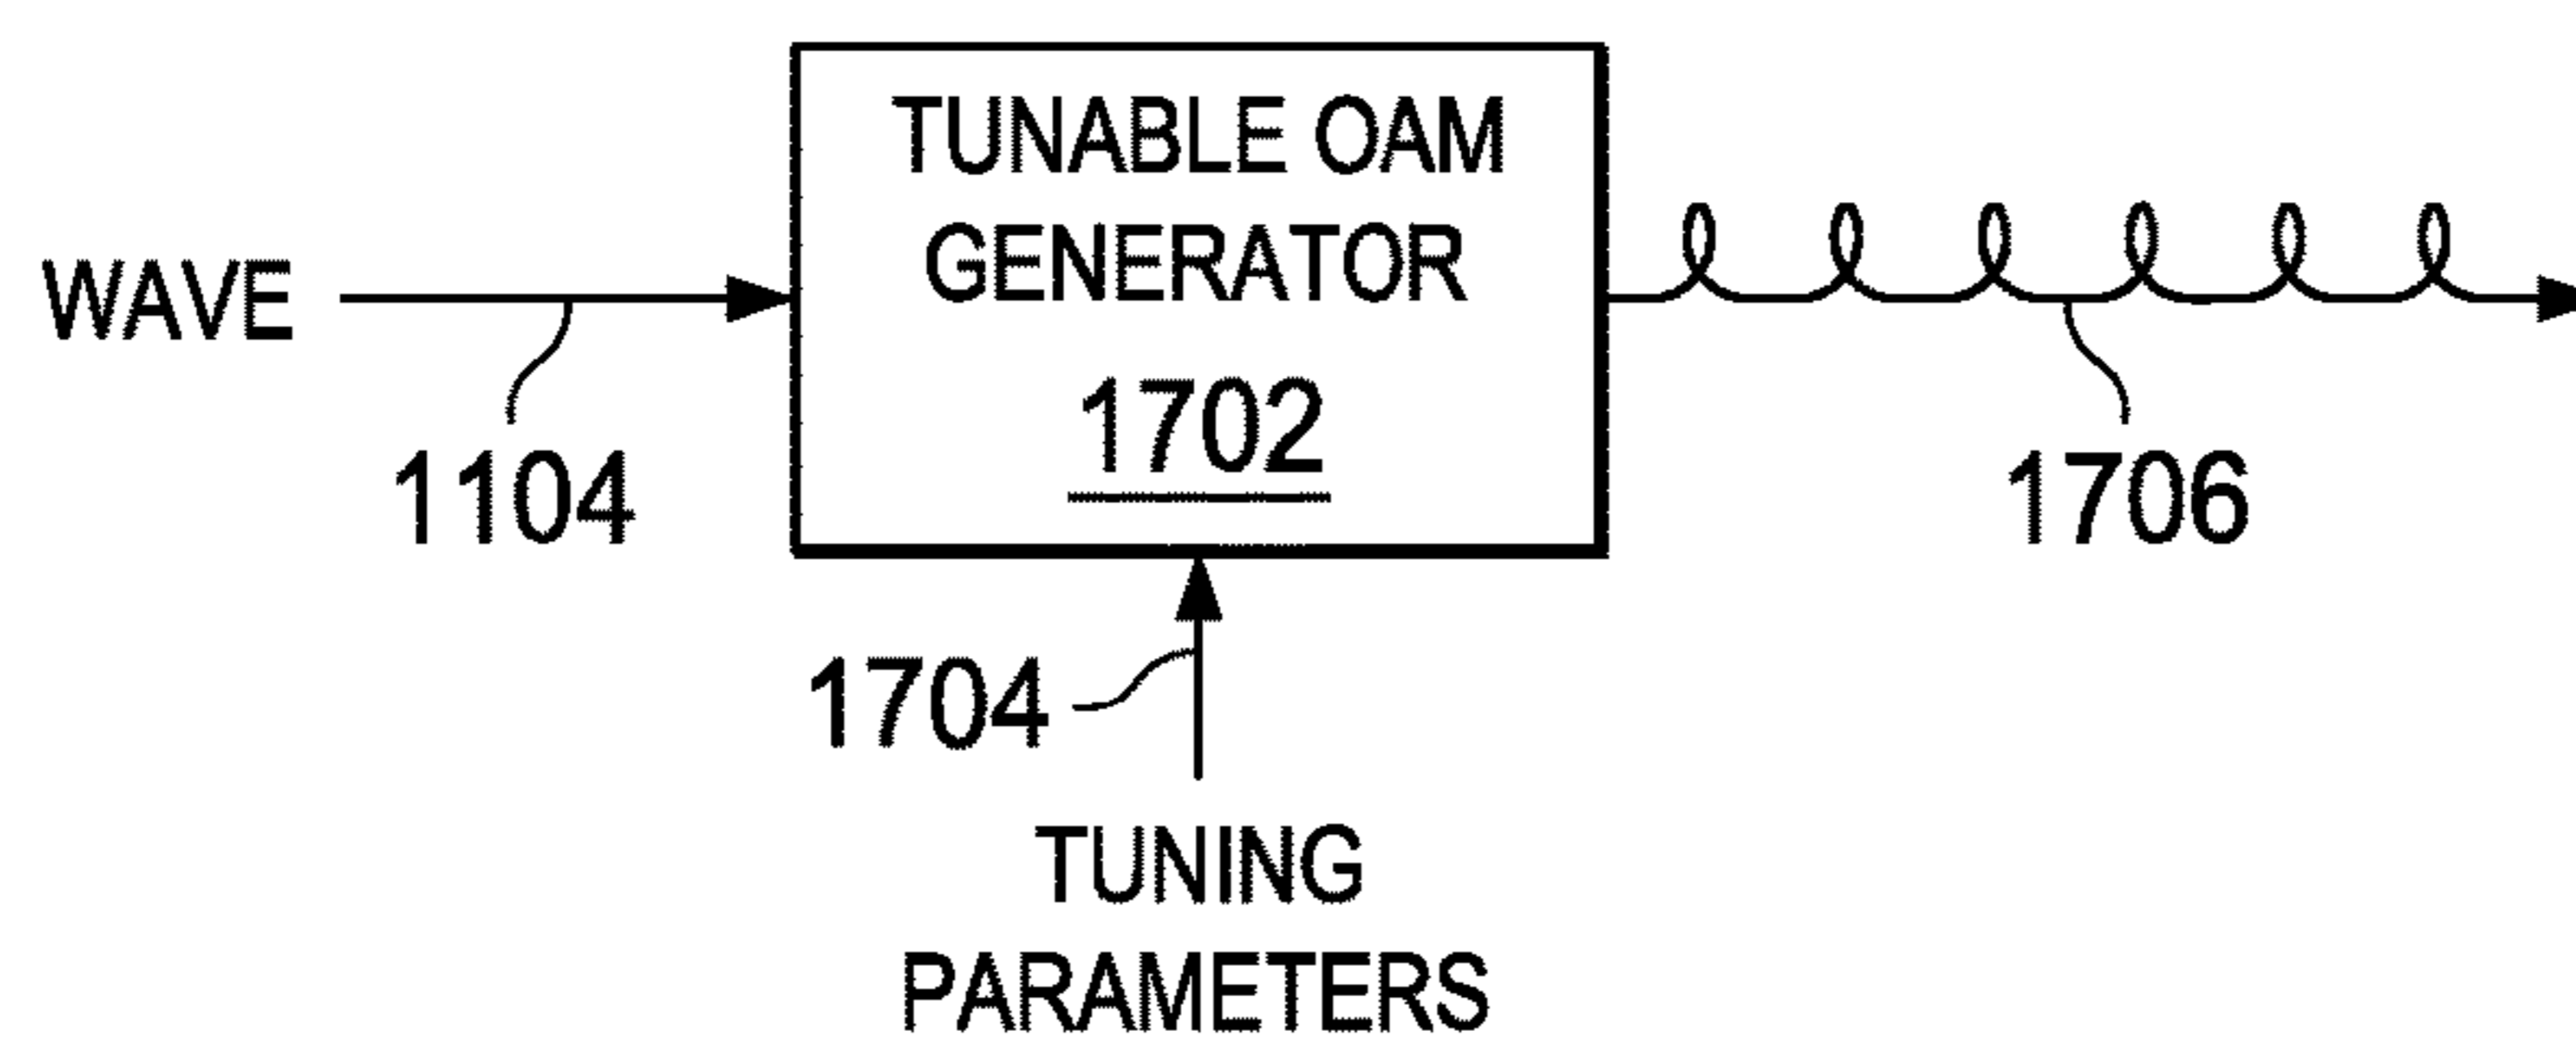 TUNABLE OAM
GENERATOR
1702
WAVE
1104
1706
1704
TUNING
PARAMETERS